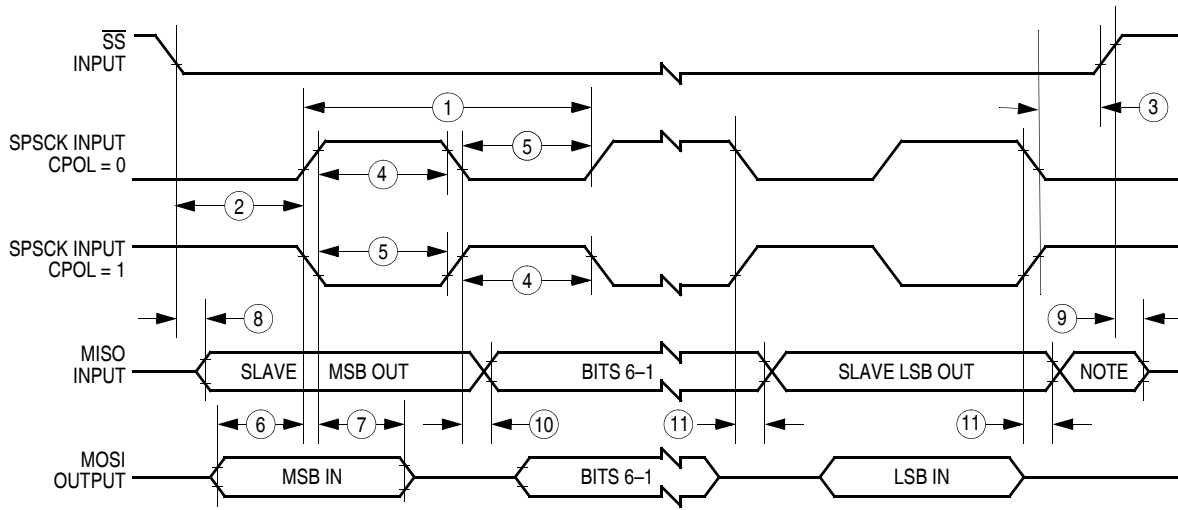 SS
INPUT
1
3
SPSCK INPUT
CPOL = 0
5
4
2
SPSCK INPUT
CPOL = 1
5
4
8
9
MISO
INPUT
SLAVE MSB OUT
BITS 6–1
SLAVE LSB OUT
NOTE
6
7
10
11
11
MOSI
OUTPUT
MSB IN
BITS 6–1
LSB IN